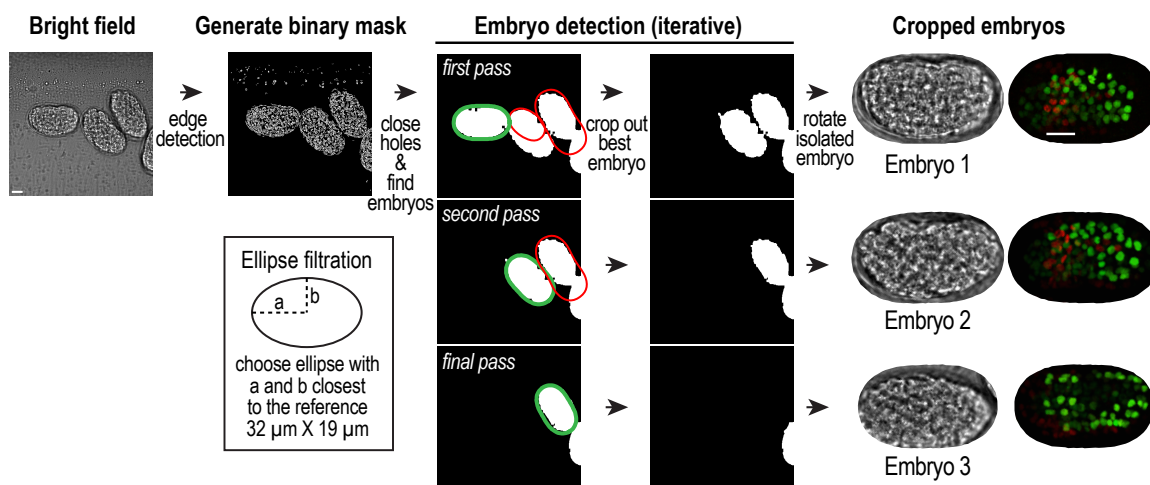 Bright field
Generate binary mask
Embryo detection (iterative)
Cropped embryos
edge
detection
close
holes
&
find
embryos
first pass
crop out
best
embryo
rotate
isolated
embryo
Embryo 1
second pass
Embryo 2
final pass
Embryo 3
Ellipse filtration
a
b
choose ellipse with
a and b closest
to the reference
32 µm X 19 µm